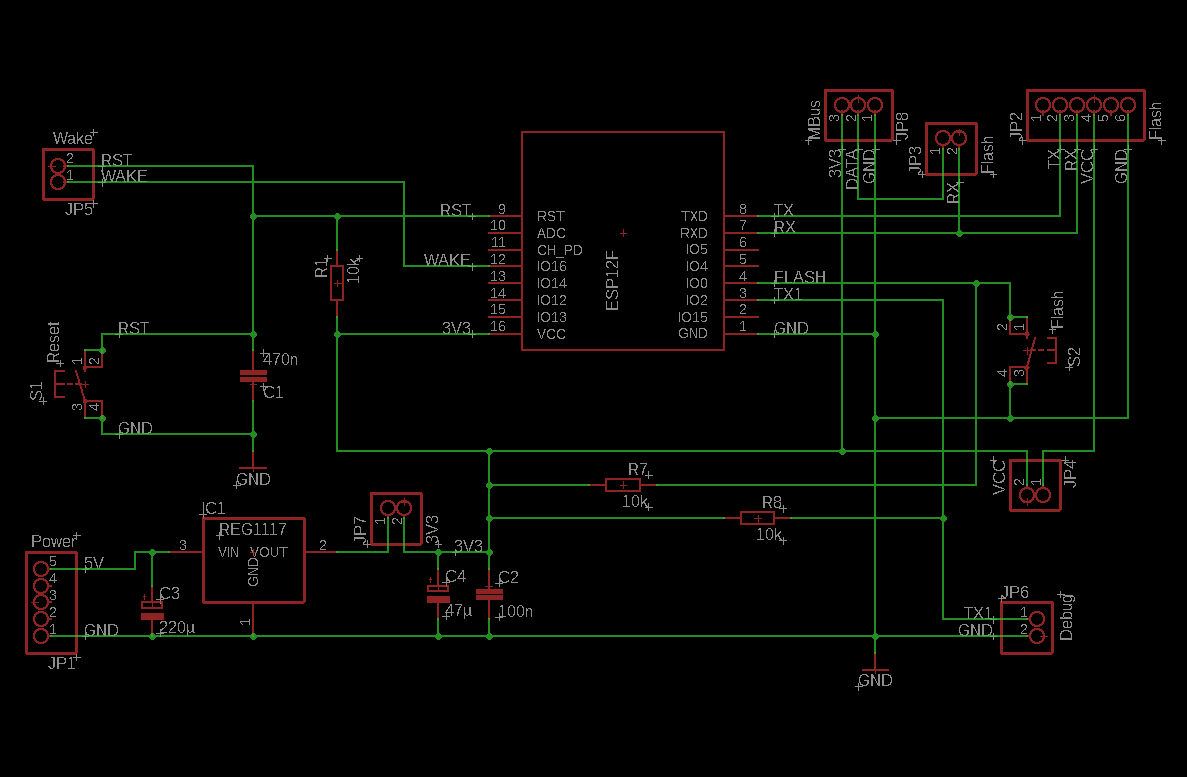 Wake
2
1
RST
WAKE
JP5
RST
WAKE
3V3
R1
10k
9
10
11
12
13
14
15
16
RST
ADC
CH_PD
IO16
IO14
IO12
IO13
VCC
ESP12F
TXD
RXD
IO5
IO4
IO0
IO2
IO15
GND
8
7
6
5
4
3
2
1
TX
RX
FLASH
TX1
GND
MBus
3
2
1
JP8
3V3
DATA
GND
JP3
1
2
Flash
RX
JP2
1
2
3
4
5
6
Flash
TX
RX
VCC
GND
Reset
RST
S1
1
2
3
4
GND
470n
C1
GND
Flash
2
1
4
3
S2
VCC
2
1
JP4
R7
10k
R8
10k
IC1
REG1117
3
VIN
VOUT
2
GND
1
JP7
1
2
3V3
3V3
Power
5
4
3
2
1
5V
GND
JP1
C3
220µ
C4
47µ
C2
100n
JP6
TX1
GND
1
2
Debug
GND